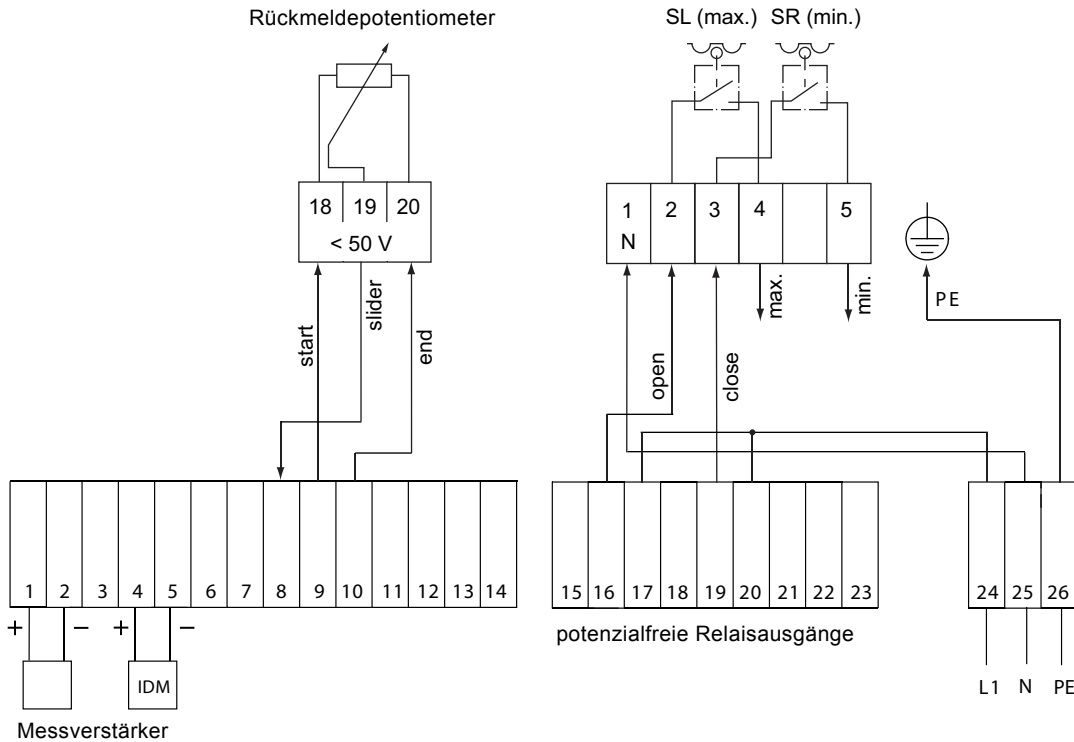 Rückmeldepotentiometer
SL (max.) SR (min.)
18 19 20
< 50 V
1 2 3 4 5
N
start
slider
end
open
close
max.
min.
PE
1 2 3 4 5 6 7 8 9 10 11 12 13 14
15 16 17 18 19 20 21 22 23
24 25 26
+ − + −
IDM
potenzialfreie Relaisausgänge
L1 N PE
Messverstärker